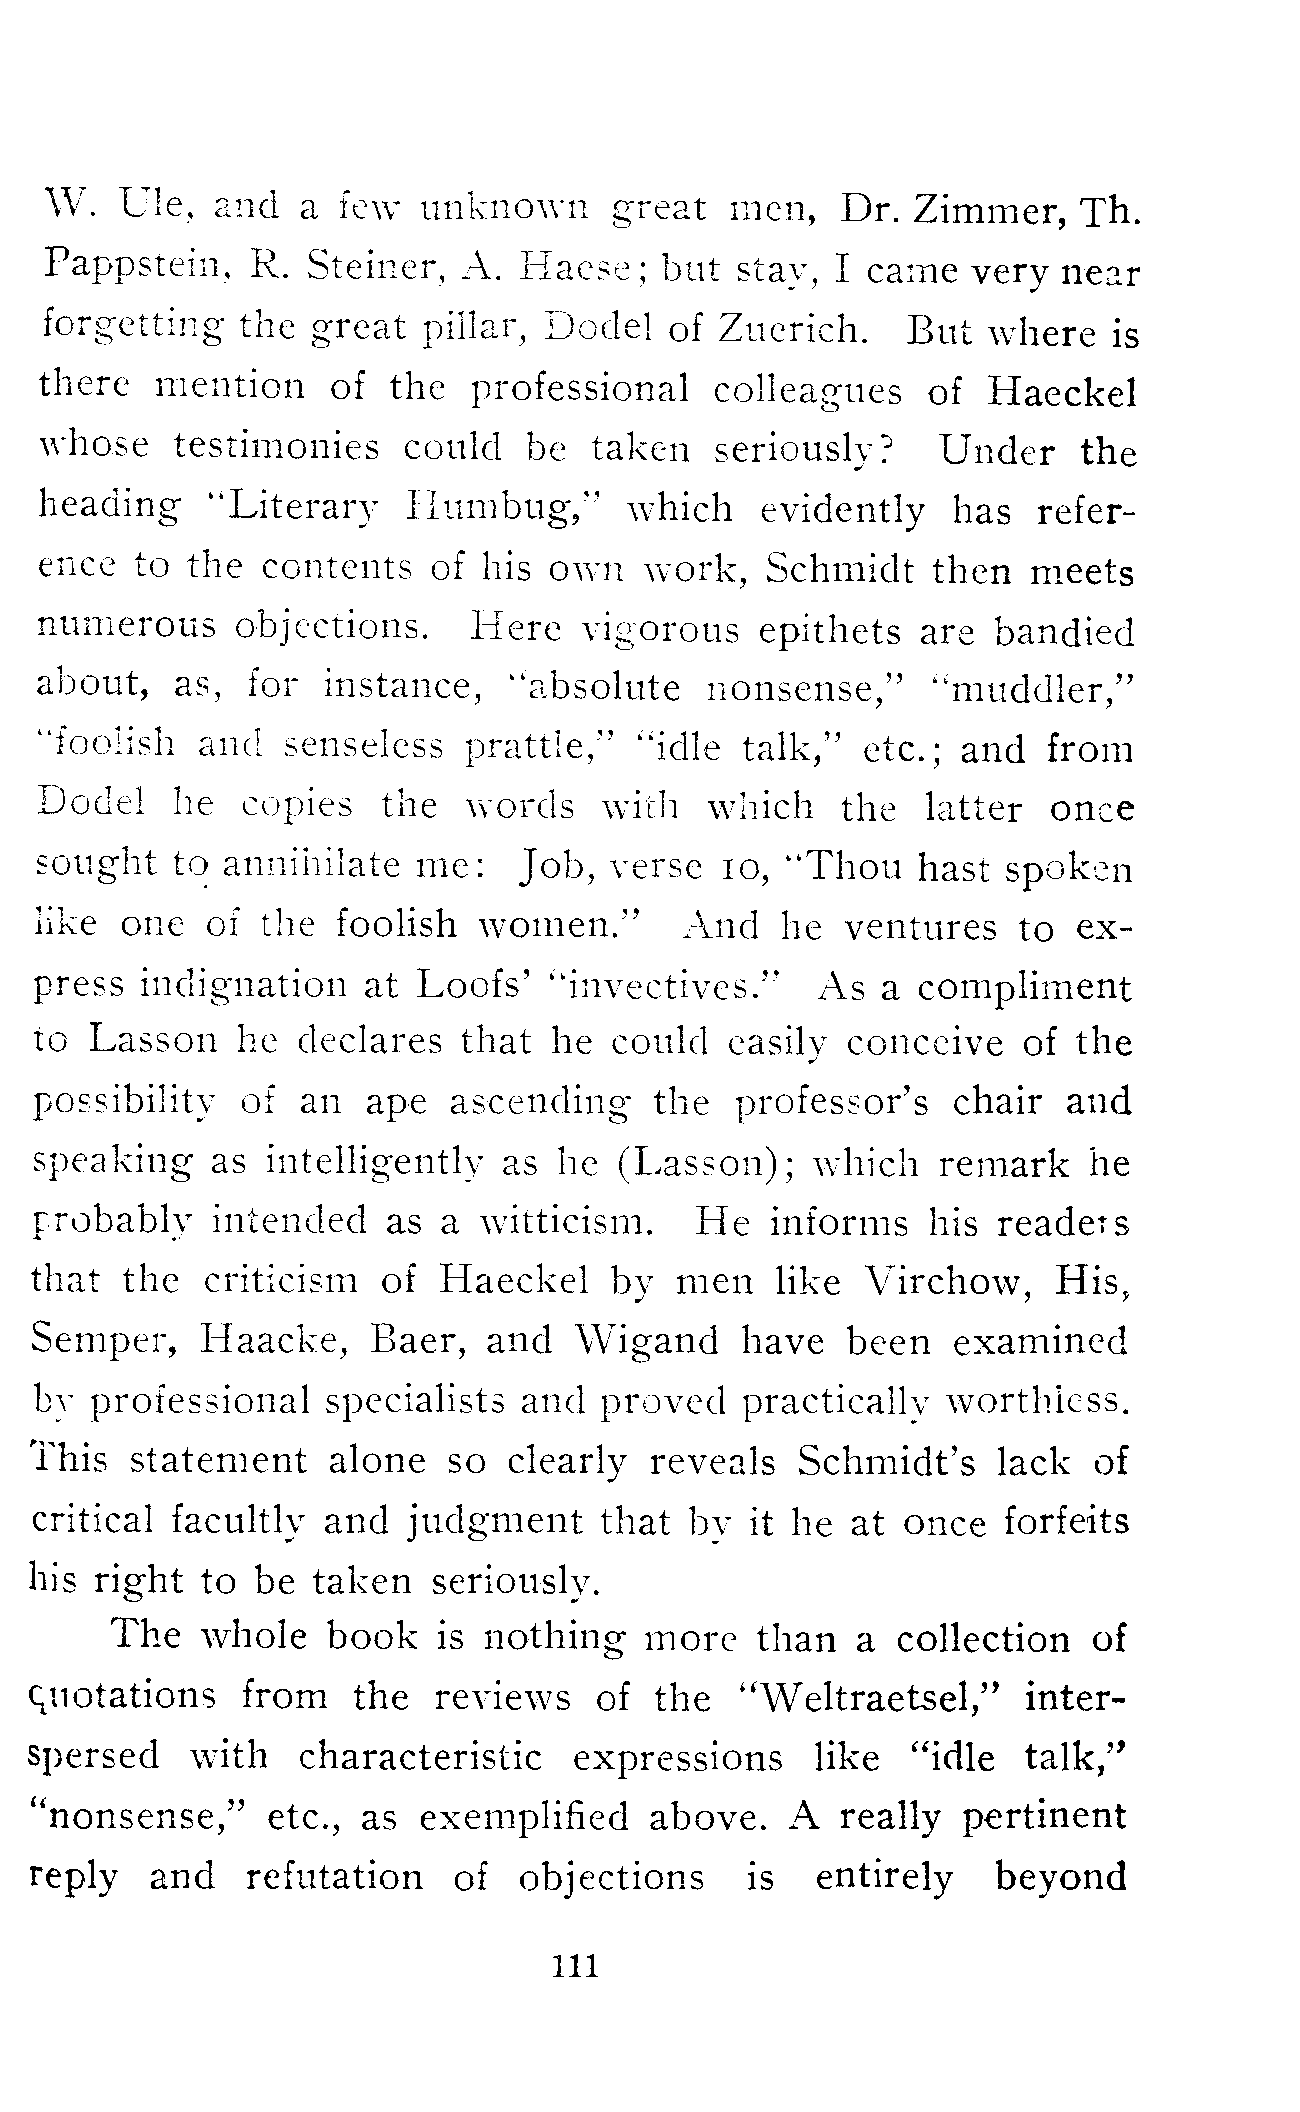 W. Ule, and a few unknown great men, Dr. Zimmer, Th.
Pappstein, R. Steiner, A. Haese; but stay, I came very near
forgetting the great pillar, Dodel of Zuerich. But where is
there mention of the professional colleagues of Haeckel
whose testimonies could be taken seriously? Under the
heading "Literary Humbug," which evidently has refer-
ence to the contents of his own work, Schmidt then meets
numerous objections. Here vigorous epithets are bandied
about, as, for instance, "absolute nonsense," "muddler,"
"foolish and senseless prattle," "idle talk," etc.; and from
Dodel he copies the words with which the latter once
sought to annihilate me: Job, verse 10, "Thou hast spoken
like one of the foolish women." And he ventures to ex-
press indignation at Loofs' "invectives." As a compliment
to Lasson he declares that he could easily conceive of the
possibility of an ape ascending the professor's chair and
speaking as intelligently as he (Lasson); which remark he
probably intended as a witticism. He informs his readers
that the criticism of Haeckel by men like Virchow, His,
Semper, Haacke, Baer, and Wigand have been examined
by professional specialists and proved practically worthless.
This statement alone so clearly reveals Schmidt's lack of
critical facultly and judgment that by it he at once forfeits
his right to be taken seriously.
The whole book is nothing more than a collection of
quotations from the reviews of the "Weltraetsel," inter-
spersed with characteristic expressions like "idle talk,"
"nonsense," etc., as exemplified above. A really pertinent
reply and refutation of objections is entirely beyond
111